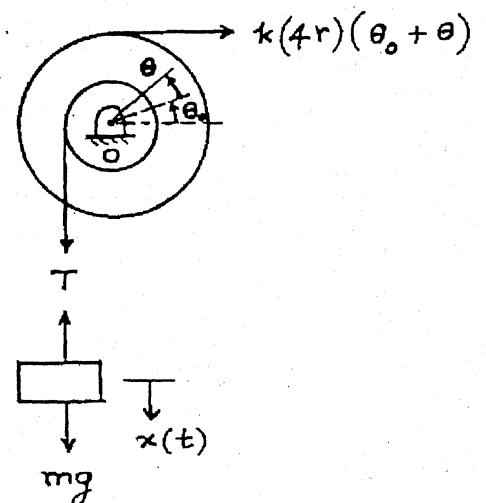 k(4r)(θ₀ + θ)
θ
θ₀
O
T
x(t)
mg